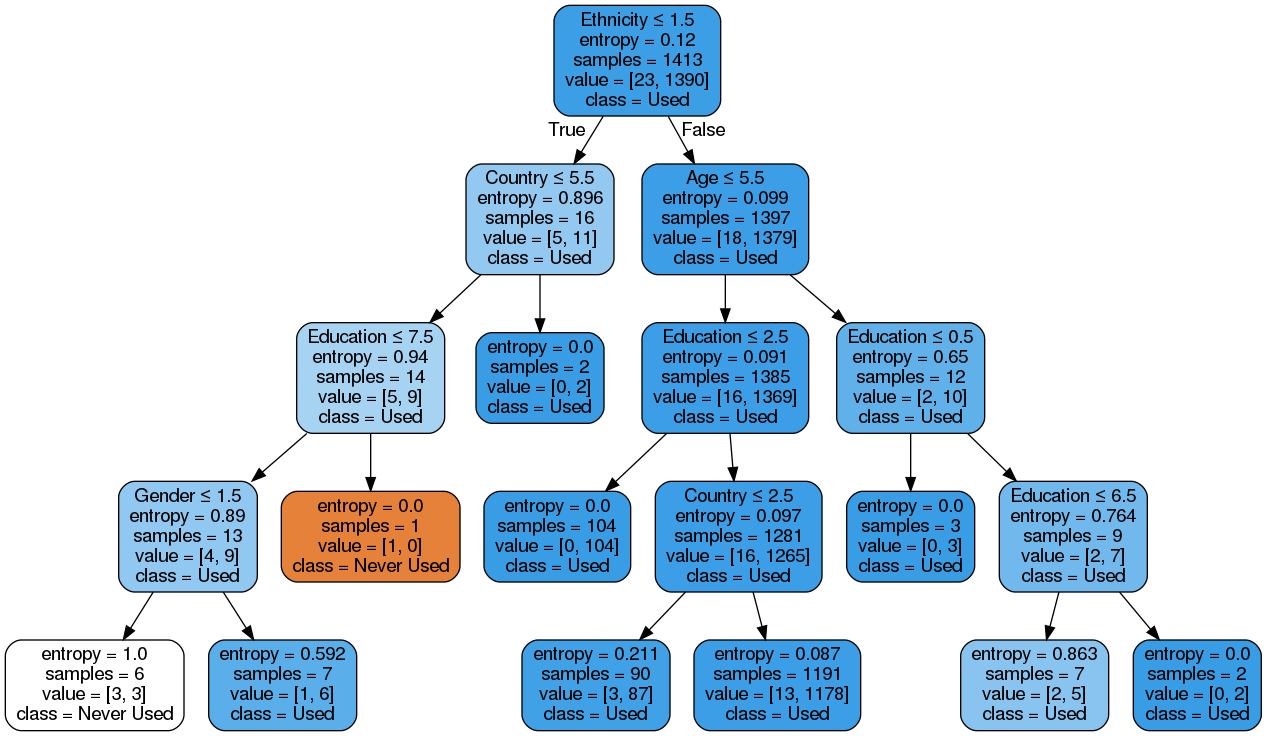 Ethnicity ≤ 1.5
entropy = 0.12
samples = 1413
value = [23, 1390]
class = Used
True
False
Country ≤ 5.5
entropy = 0.896
samples = 16
value = [5, 11]
class = Used
Age ≤ 5.5
entropy = 0.099
samples = 1397
value = [18, 1379]
class = Used
Education ≤ 7.5
entropy = 0.94
samples = 14
value = [5, 9]
class = Used
entropy = 0.0
samples = 2
value = [0, 2]
class = Used
Education ≤ 2.5
entropy = 0.091
samples = 1385
value = [16, 1369]
class = Used
Education ≤ 0.5
entropy = 0.65
samples = 12
value = [2, 10]
class = Used
Gender ≤ 1.5
entropy = 0.89
samples = 13
value = [4, 9]
class = Used
entropy = 0.0
samples = 1
value = [1, 0]
class = Never Used
entropy = 0.0
samples = 104
value = [0, 104]
class = Used
Country ≤ 2.5
entropy = 0.097
samples = 1281
value = [16, 1265]
class = Used
entropy = 0.0
samples = 3
value = [0, 3]
class = Used
Education ≤ 6.5
entropy = 0.764
samples = 9
value = [2, 7]
class = Used
entropy = 1.0
samples = 6
value = [3, 3]
class = Never Used
entropy = 0.592
samples = 7
value = [1, 6]
class = Used
entropy = 0.211
samples = 90
value = [3, 87]
class = Used
entropy = 0.087
samples = 1191
value = [13, 1178]
class = Used
entropy = 0.863
samples = 7
value = [2, 5]
class = Used
entropy = 0.0
samples = 2
value = [0, 2]
class = Used